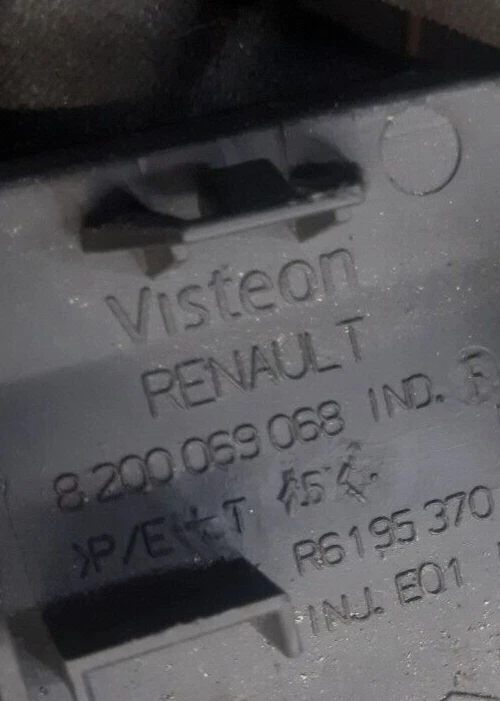 Visteon
RENAULT
8 200 069 068 IND.
R6195 370
INJ. E01